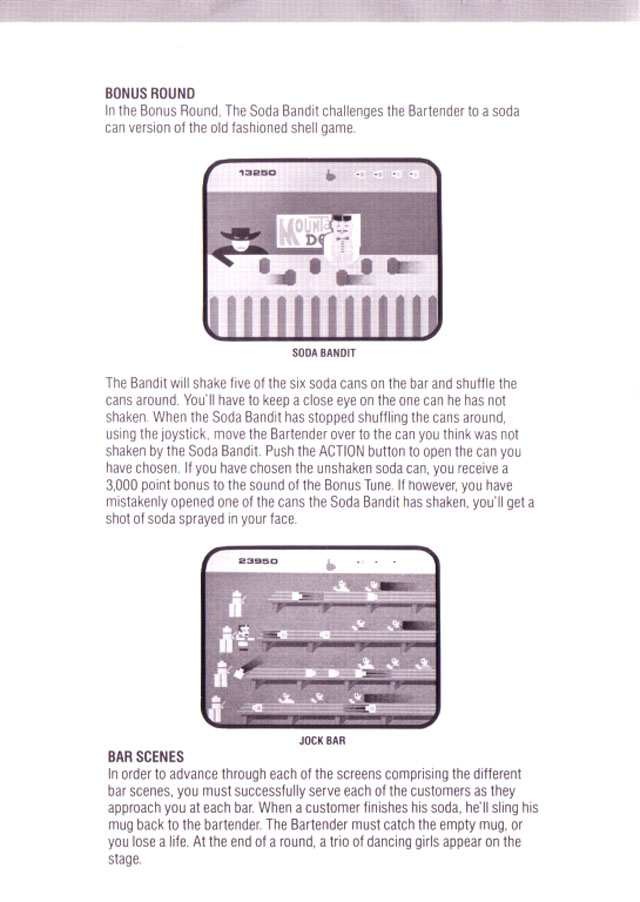 BONUS ROUND
In the Bonus Round, The Soda Bandit challenges the Bartender to a soda
can version of the old fashioned shell game.
13250
MOUNTA
DE
SODA BANDIT
The Bandit will shake five of the six soda cans on the bar and shuffle the
cans around. You'll have to keep a close eye on the one can he has not
shaken. When the Soda Bandit has stopped shuffling the cans around,
using the joystick, move the Bartender over to the can you think was not
shaken by the Soda Bandit. Push the ACTION button to open the can you
have chosen. If you have chosen the unshaken soda can, you receive a
3,000 point bonus to the sound of the Bonus Tune. If however, you have
mistakenly opened one of the cans the Soda Bandit has shaken, you'll get a
shot of soda sprayed in your face.
23950
JOCK BAR
BAR SCENES
In order to advance through each of the screens comprising the different
bar scenes, you must successfully serve each of the customers as they
approach you at each bar. When a customer finishes his soda, he'll sling his
mug back to the bartender. The Bartender must catch the empty mug, or
you lose a life. At the end of a round, a trio of dancing girls appear on the
stage.